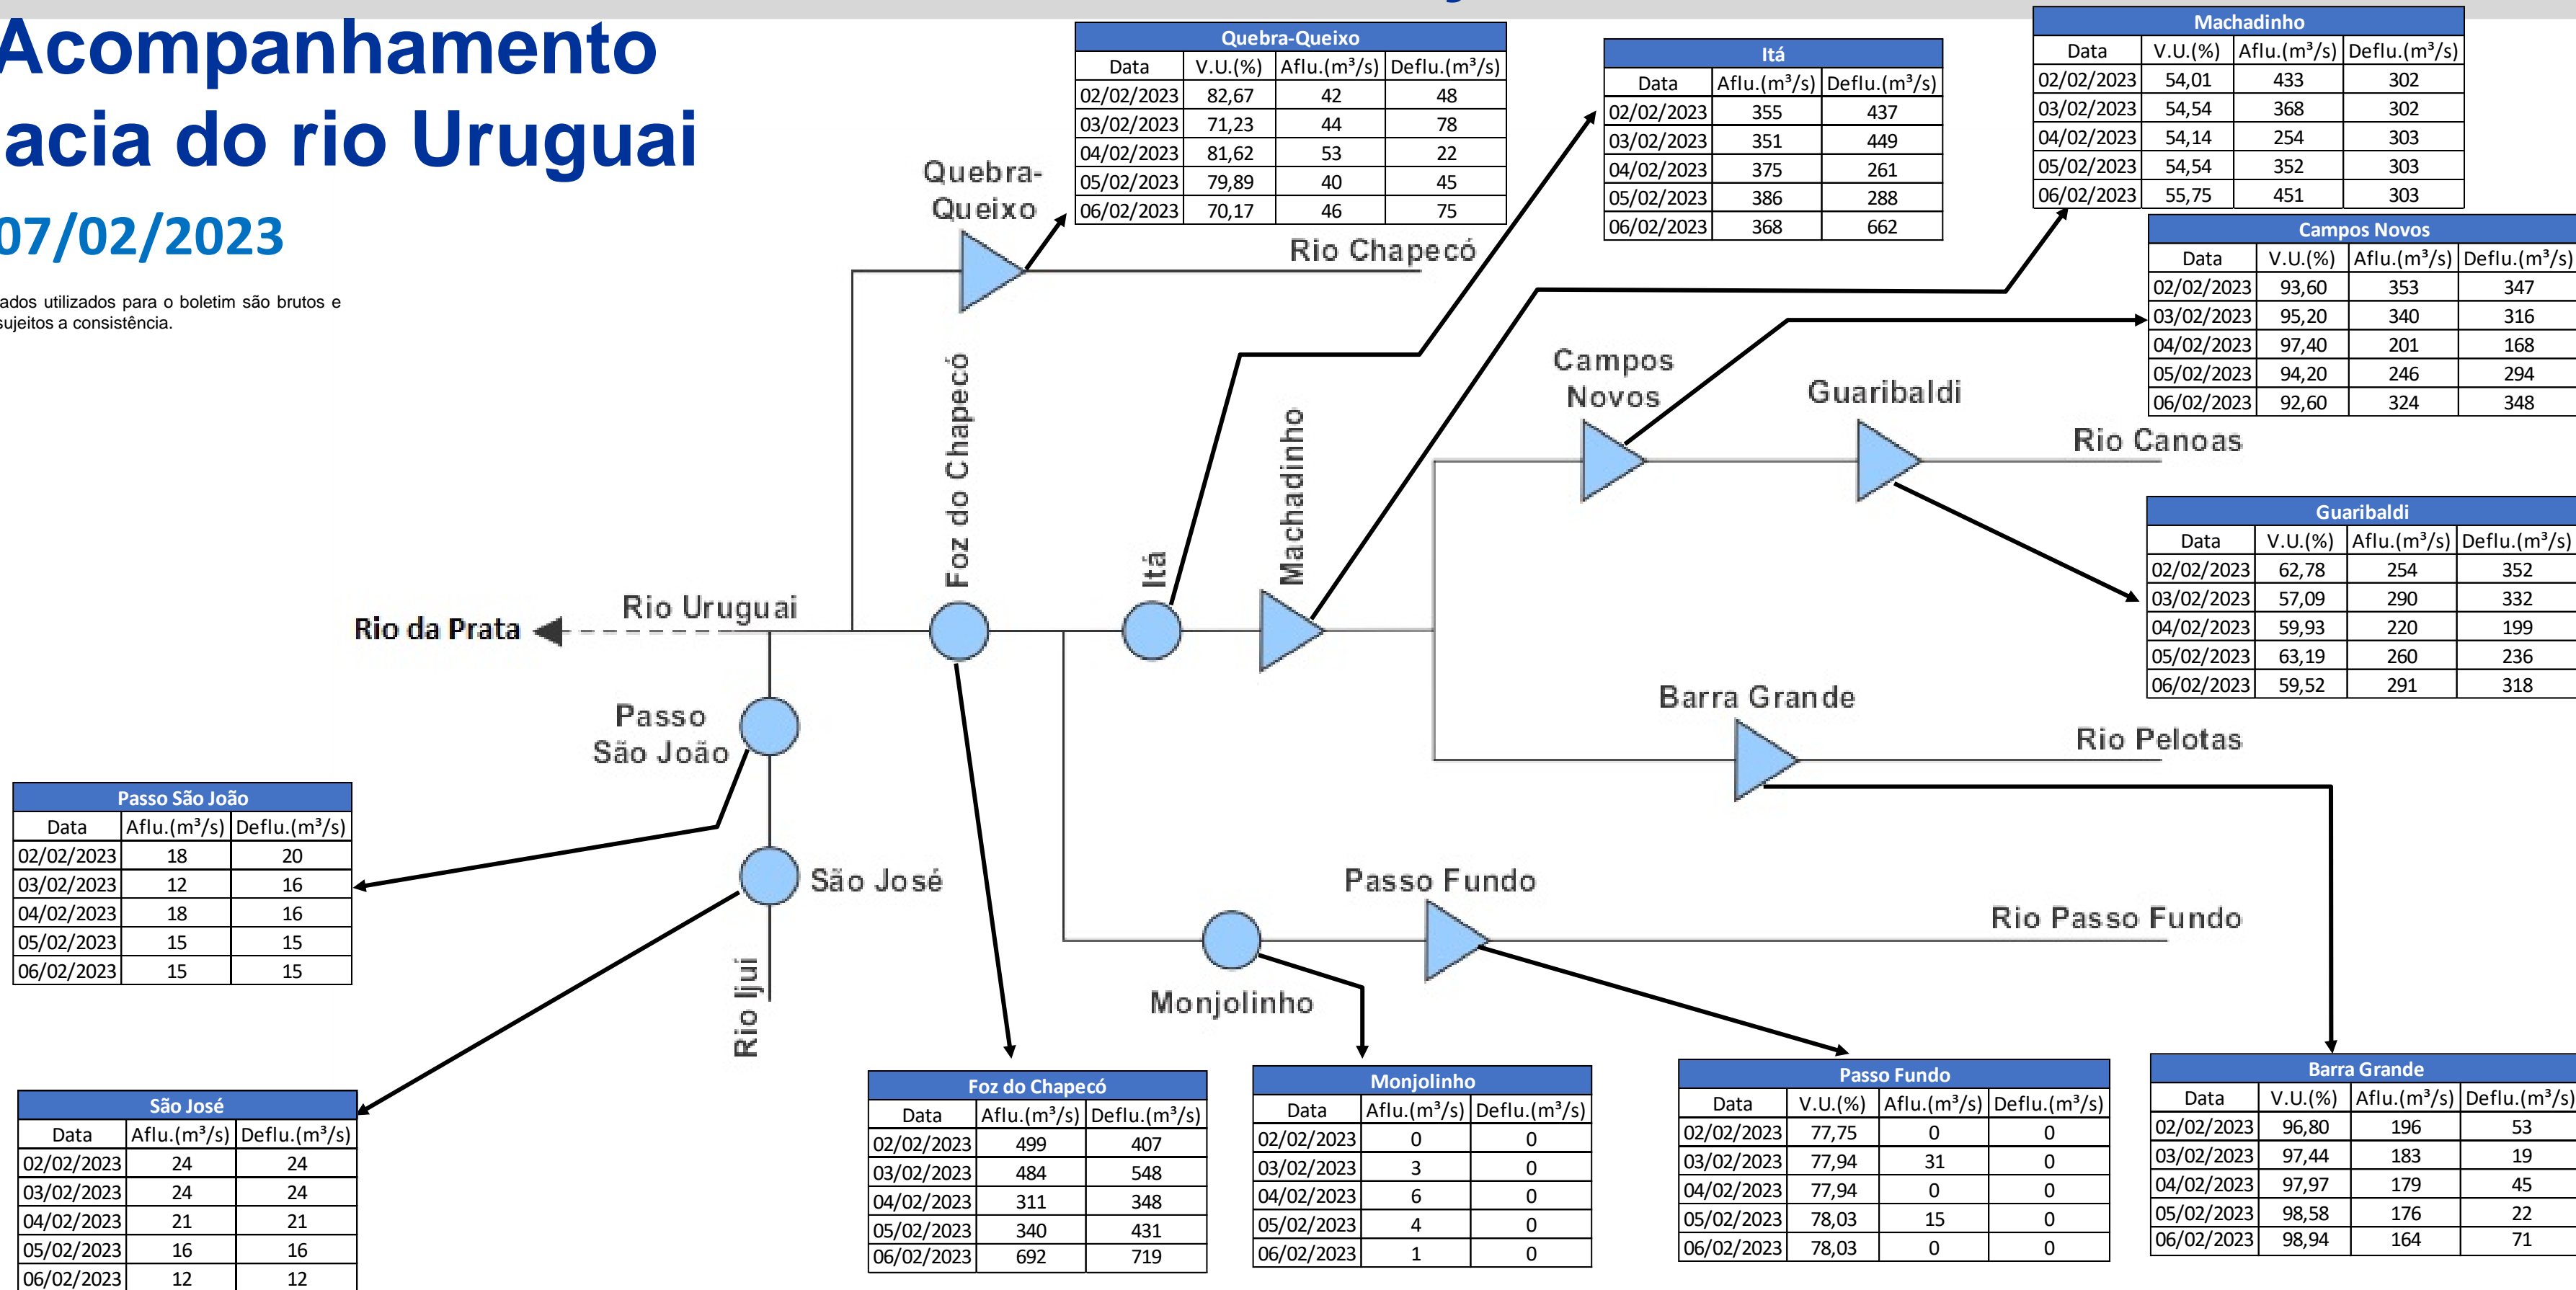 Acompanhamento
acia do rio Uruguai
07/02/2023
ados utilizados para o boletim são brutos e
sujeitos a consistência.
Quebra-Queixo
Data V.U.(%) Aflu.(m³/s) Deflu.(m³/s)
02/02/2023 82,67 42 48
03/02/2023 71,23 44 78
04/02/2023 81,62 53 22
05/02/2023 79,89 40 45
06/02/2023 70,17 46 75
Itá
Data Aflu.(m³/s) Deflu.(m³/s)
02/02/2023 355 437
03/02/2023 351 449
04/02/2023 375 261
05/02/2023 386 288
06/02/2023 368 662
Machadinho
Data V.U.(%) Aflu.(m³/s) Deflu.(m³/s)
02/02/2023 54,01 433 302
03/02/2023 54,54 368 302
04/02/2023 54,14 254 303
05/02/2023 54,54 352 303
06/02/2023 55,75 451 303
Campos Novos
Data V.U.(%) Aflu.(m³/s) Deflu.(m³/s)
02/02/2023 93,60 353 347
03/02/2023 95,20 340 316
04/02/2023 97,40 201 168
05/02/2023 94,20 246 294
06/02/2023 92,60 324 348
Quebra-
Queixo
Rio Chapecó
Foz do Chapecó
Itá
Machadinho
Campos
Novos
Guaribaldi
Rio Canoas
Guaribaldi
Data V.U.(%) Aflu.(m³/s) Deflu.(m³/s)
02/02/2023 62,78 254 352
03/02/2023 57,09 290 332
04/02/2023 59,93 220 199
05/02/2023 63,19 260 236
06/02/2023 59,52 291 318
Rio da Prata
Rio Uruguai
Barra Grande
Rio Pelotas
Passo
São João
São José
Rio Ijuí
Passo Fundo
Rio Passo Fundo
Monjolinho
Passo São João
Data Aflu.(m³/s) Deflu.(m³/s)
02/02/2023 18 20
03/02/2023 12 16
04/02/2023 18 16
05/02/2023 15 15
06/02/2023 15 15
São José
Data Aflu.(m³/s) Deflu.(m³/s)
02/02/2023 24 24
03/02/2023 24 24
04/02/2023 21 21
05/02/2023 16 16
06/02/2023 12 12
Foz do Chapecó
Data Aflu.(m³/s) Deflu.(m³/s)
02/02/2023 499 407
03/02/2023 484 548
04/02/2023 311 348
05/02/2023 340 431
06/02/2023 692 719
Monjolinho
Data Aflu.(m³/s) Deflu.(m³/s)
02/02/2023 0 0
03/02/2023 3 0
04/02/2023 6 0
05/02/2023 4 0
06/02/2023 1 0
Passo Fundo
Data V.U.(%) Aflu.(m³/s) Deflu.(m³/s)
02/02/2023 77,75 0 0
03/02/2023 77,94 31 0
04/02/2023 77,94 0 0
05/02/2023 78,03 15 0
06/02/2023 78,03 0 0
Barra Grande
Data V.U.(%) Aflu.(m³/s) Deflu.(m³/s)
02/02/2023 96,80 196 53
03/02/2023 97,44 183 19
04/02/2023 97,97 179 45
05/02/2023 98,58 176 22
06/02/2023 98,94 164 71